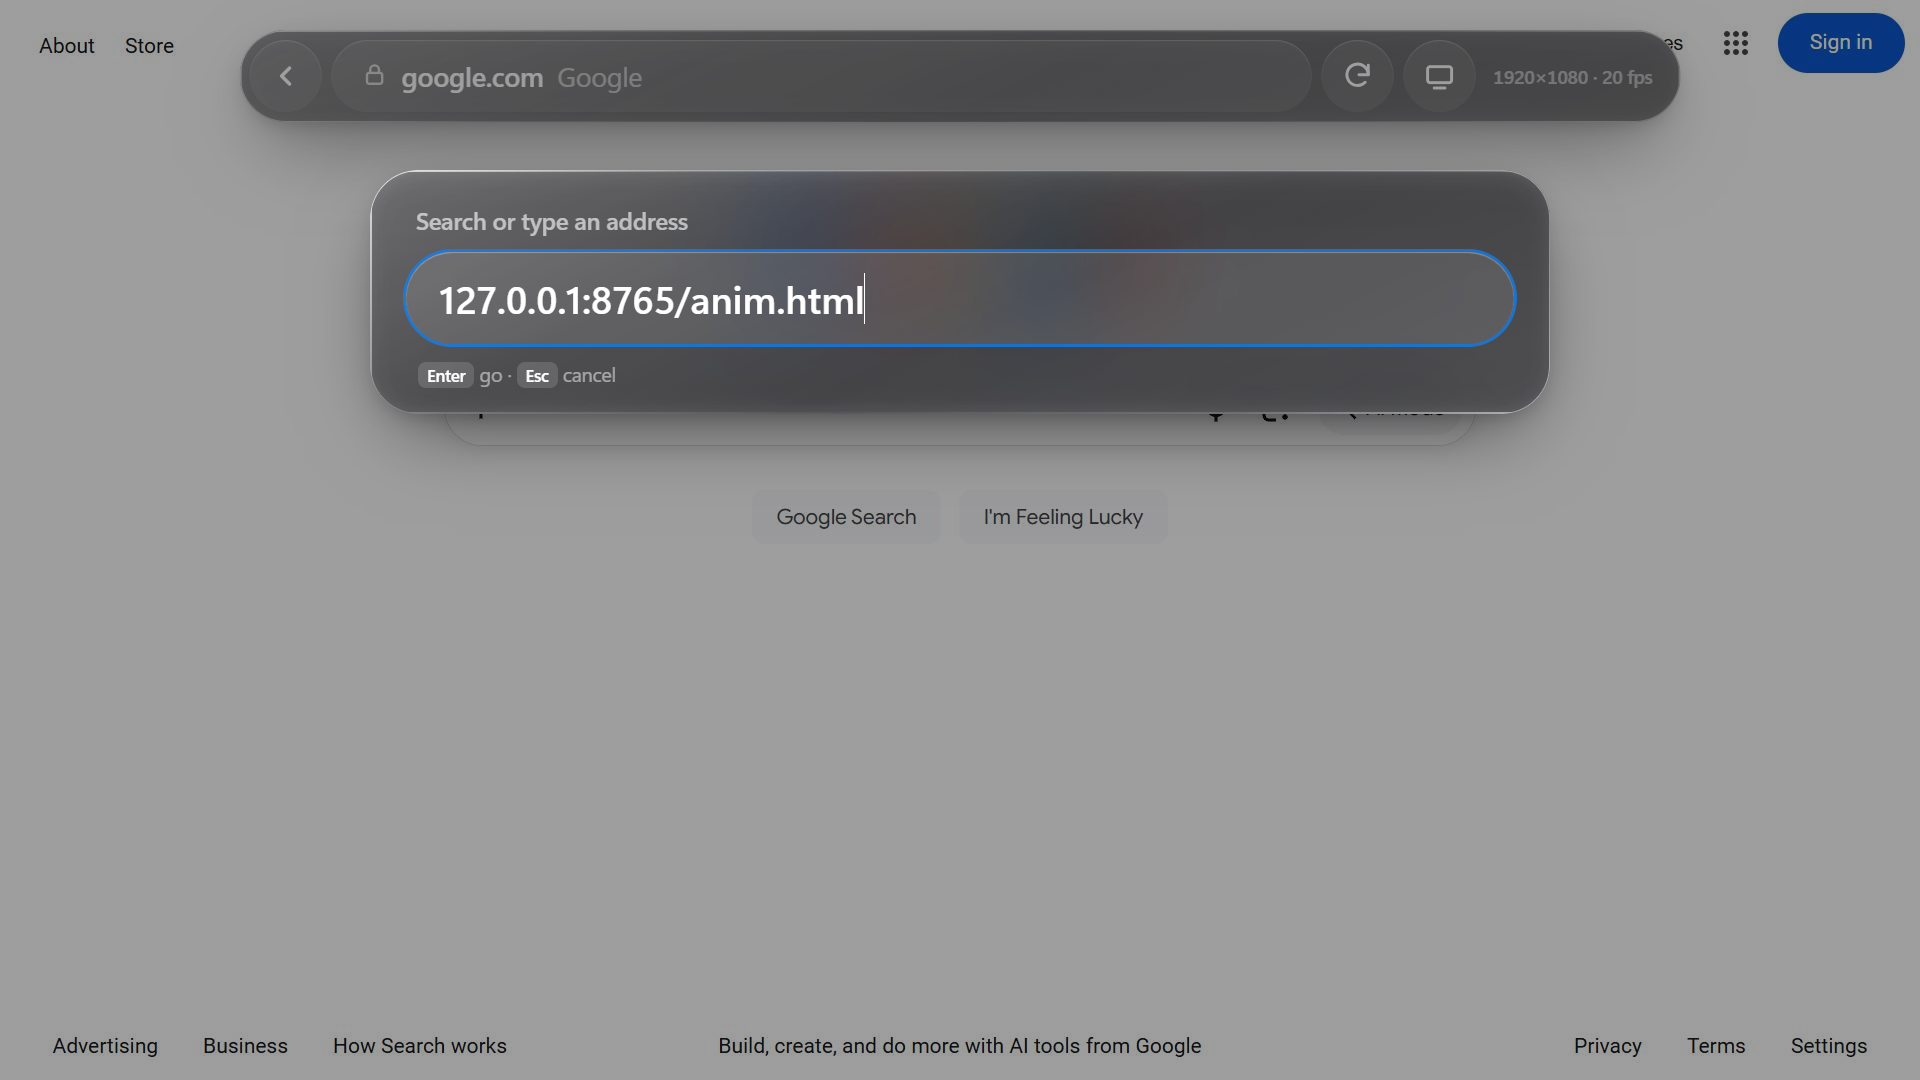 About Store
google.com Google
1920×1080 · 20 fps
Sign in
Search or type an address
127.0.0.1:8765/anim.html
Enter go · Esc cancel
Google Search I'm Feeling Lucky
Advertising Business How Search works Build, create, and do more with AI tools from Google Privacy Terms Settings